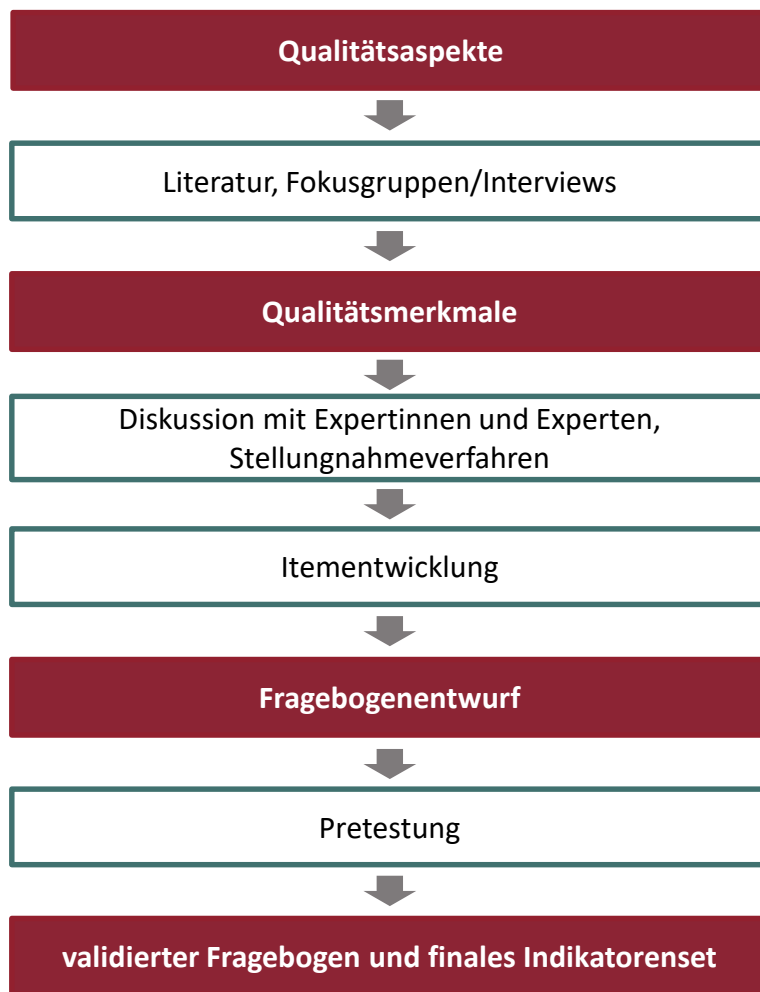 Qualitätsaspekte
Literatur, Fokusgruppen/Interviews
Qualitätsmerkmale
Diskussion mit Expertinnen und Experten,
Stellungnahmeverfahren
Itementwicklung
Fragebogenentwurf
Pretestung
validierter Fragebogen und finales Indikatorenset